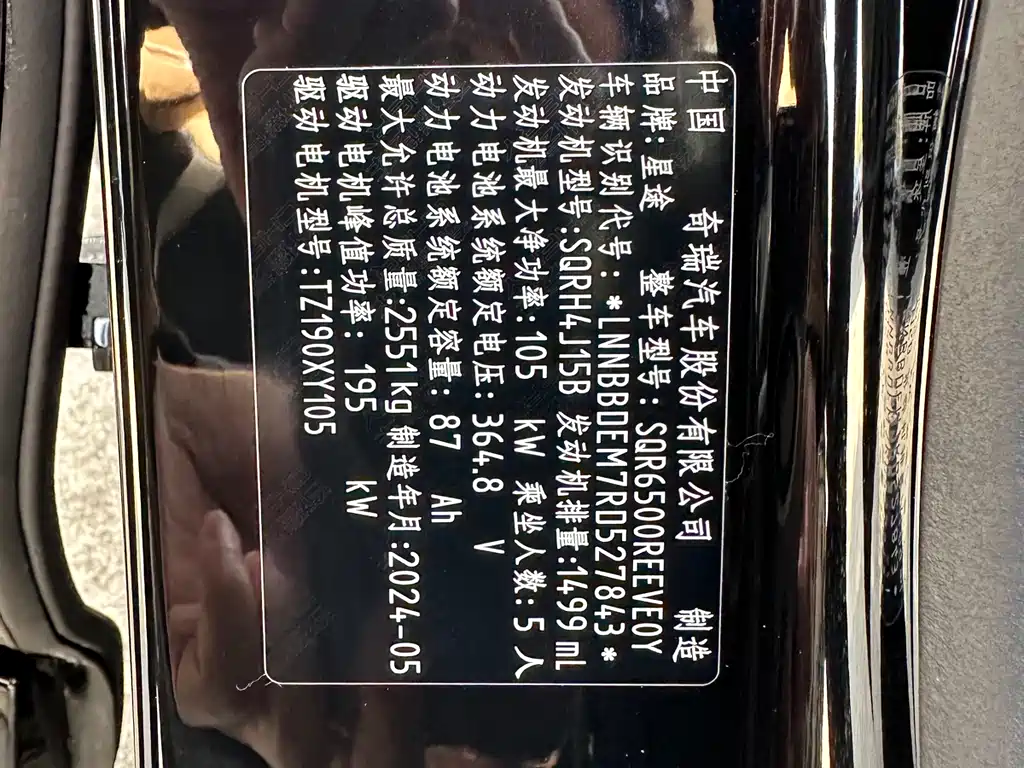 中国 奇瑞汽车股份有限公司 制造
品牌:星途 整车型号: SQR6500REEVE0Y
车辆识别代号: *LNNBBDEM7RD527843*
发动机型号:SQRH4J15B 发动机排量:1499mL
发动机最大净功率:105 kW 乘坐人数:5人
动力电池系统额定电压:364.8 V
动力电池系统额定容量: 87 Ah
最大允许总质量:2551kg 制造年月:2024-05
驱动电机峰值功率: 195 kW
驱动电机型号:TZ190XY105